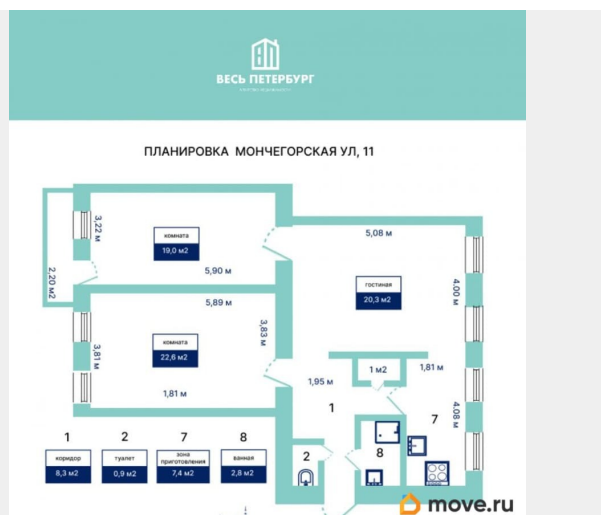 ВП
ВЕСЬ ПЕТЕРБУРГ
ПЛАНИРОВКА МОНЧЕГОРСКАЯ УЛ, 11
3,22 м
комната
19,0 м2
5,90 м
2,20 м2
5,08 м
гостиная
20,3 м2
4,00 м
5,89 м
комната
22,6 м2
3,83 м
3,81 м
1,81 м
1,95 м
1 м2
1,81 м
4,08 м
1
7
2
8
1
коридор
8,3 м2
2
туалет
0,9 м2
7
зона
приготовления
7,4 м2
8
ванная
2,8 м2
move.ru